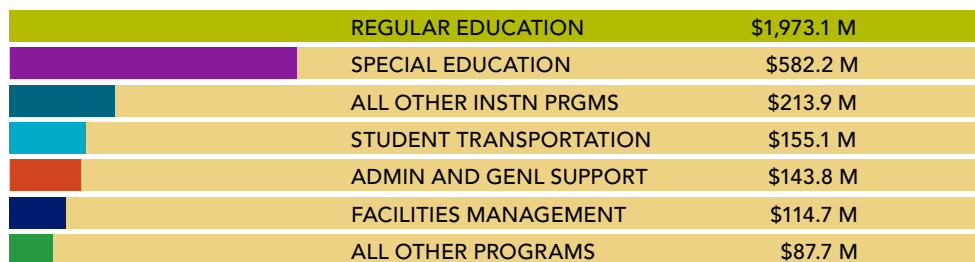 REGULAR EDUCATION $1,973.1 M
SPECIAL EDUCATION $582.2 M
ALL OTHER INSTN PRGMS $213.9 M
STUDENT TRANSPORTATION $155.1 M
ADMIN AND GENL SUPPORT $143.8 M
FACILITIES MANAGEMENT $114.7 M
ALL OTHER PROGRAMS $87.7 M